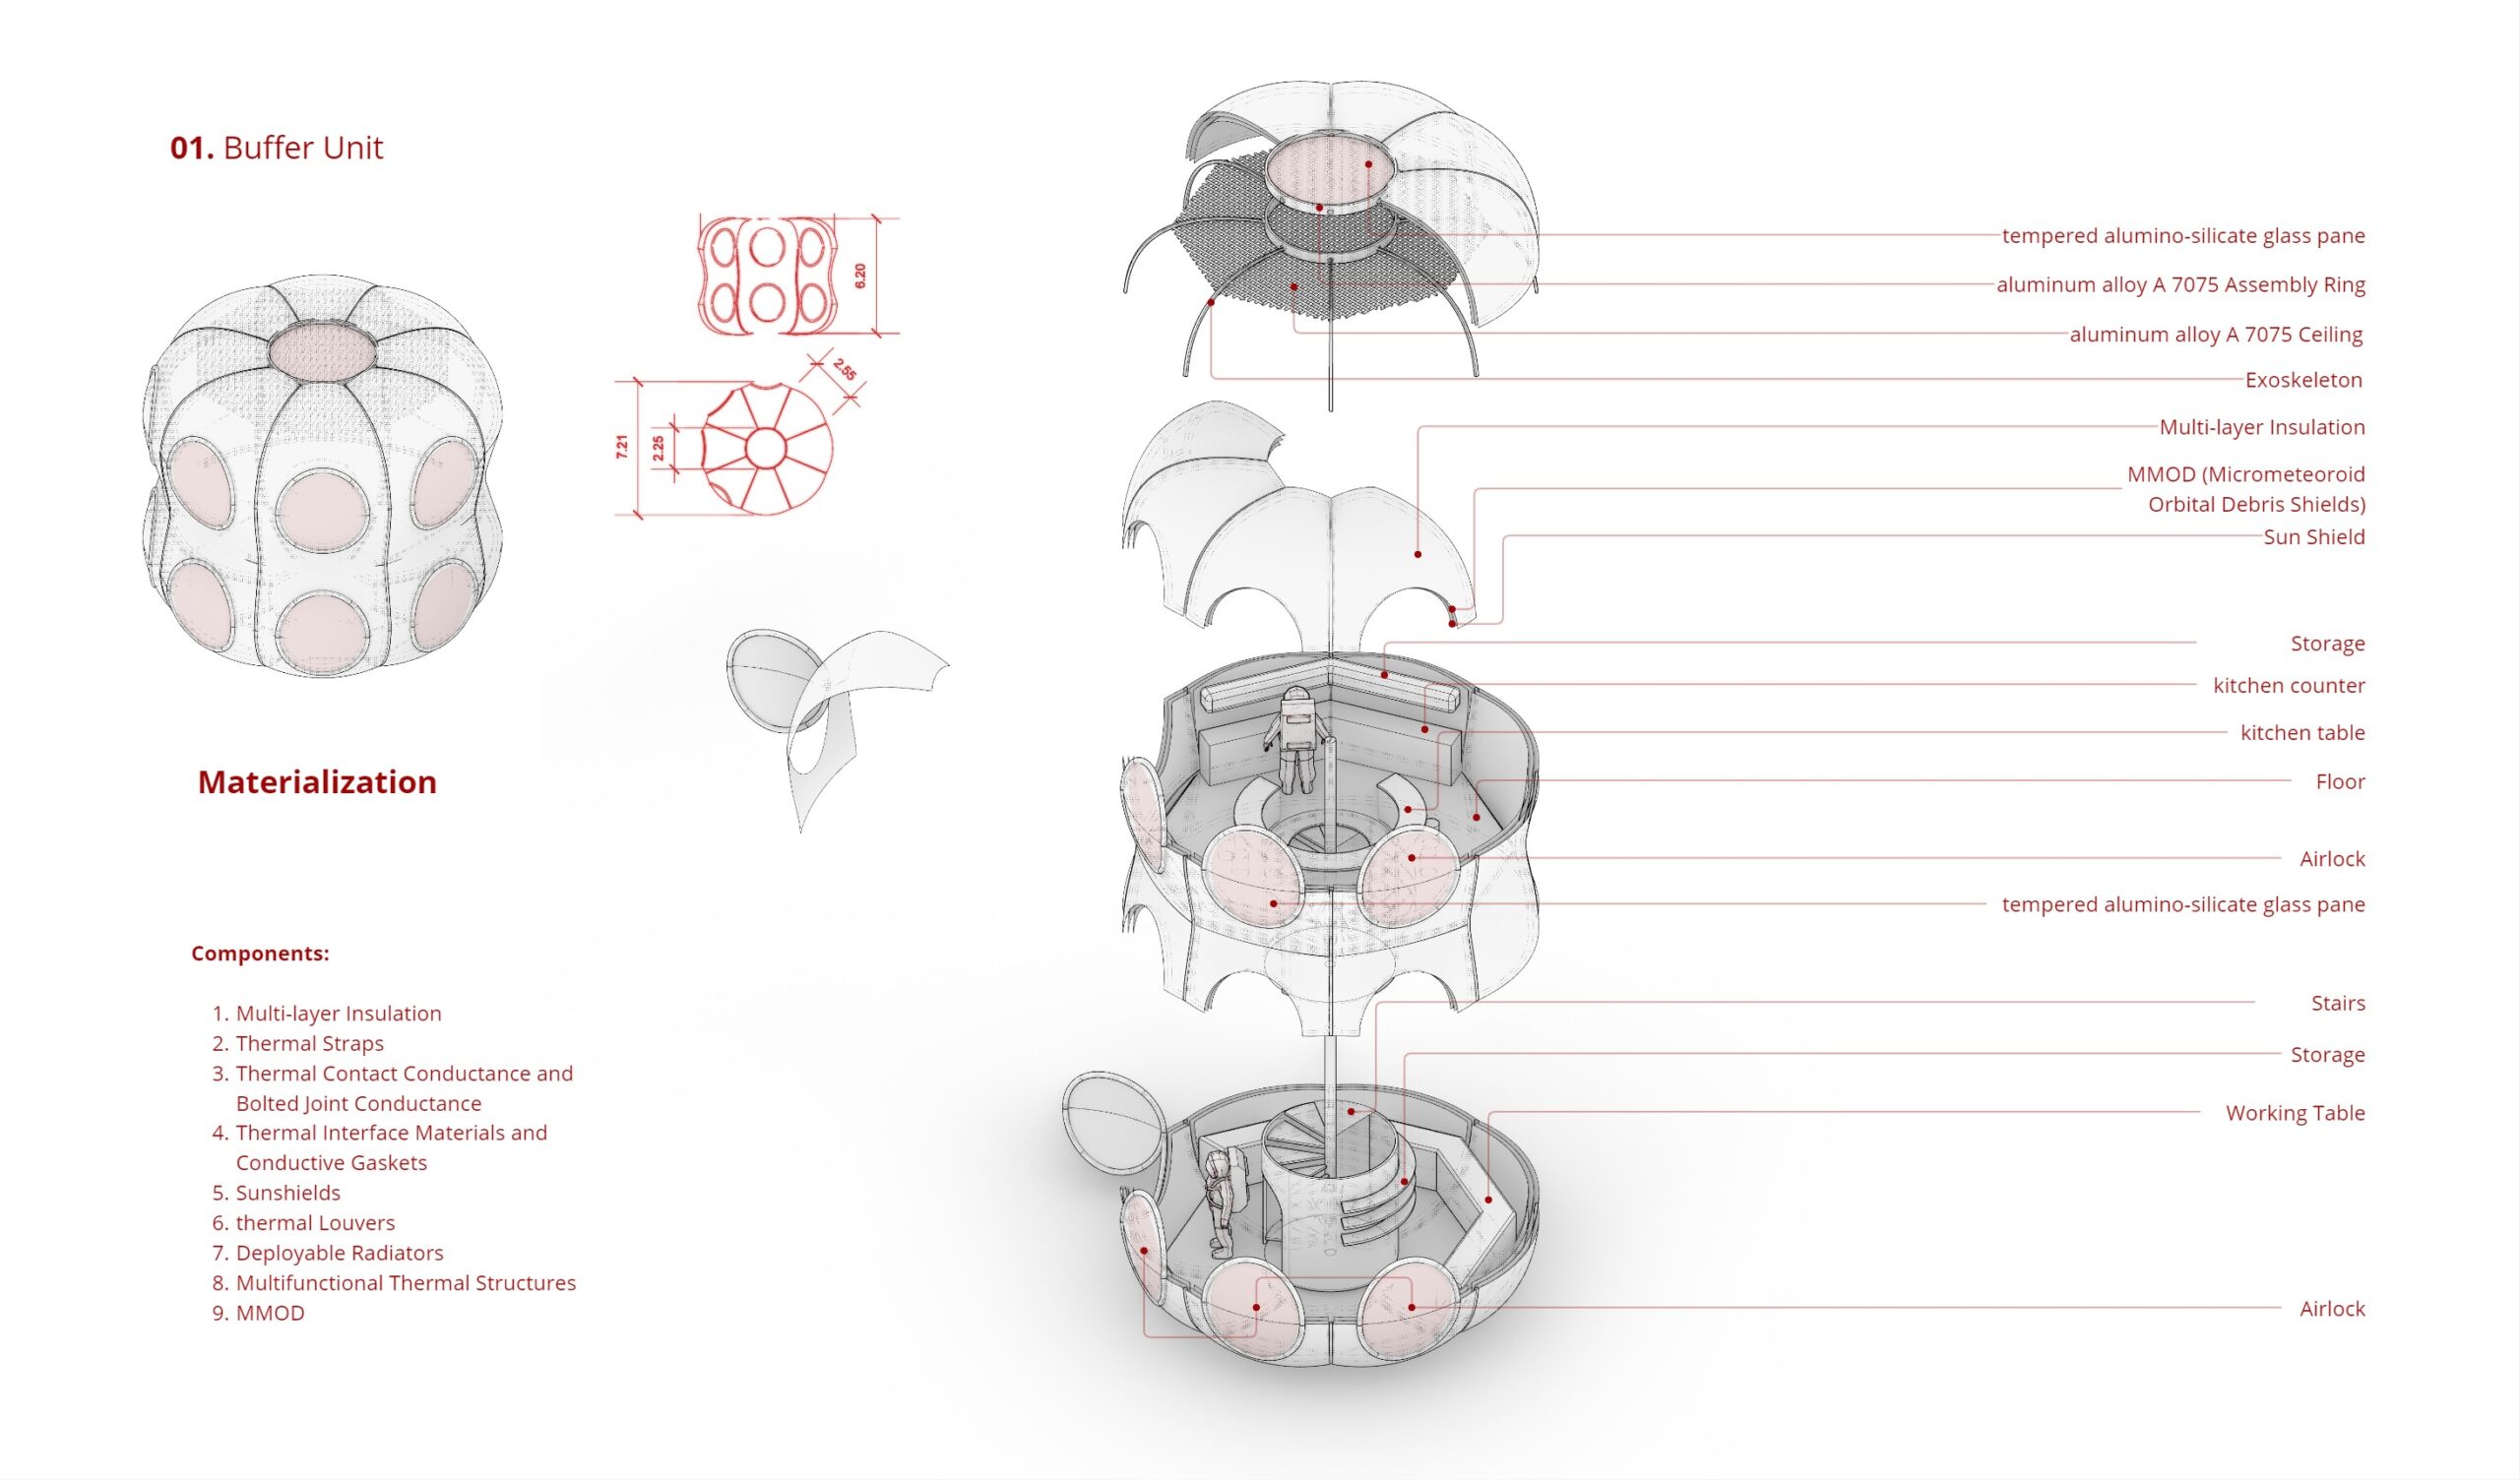 01. Buffer Unit
6.20
2.55
7.21
2.25
Materialization
Components:
1. Multi-layer Insulation
2. Thermal Straps
3. Thermal Contact Conductance and
Bolted Joint Conductance
4. Thermal Interface Materials and
Conductive Gaskets
5. Sunshields
6. thermal Louvers
7. Deployable Radiators
8. Multifunctional Thermal Structures
9. MMOD
tempered alumino-silicate glass pane
aluminum alloy A 7075 Assembly Ring
aluminum alloy A 7075 Ceiling
Exoskeleton
Multi-layer Insulation
MMOD (Micrometeoroid
Orbital Debris Shields)
Sun Shield
Storage
kitchen counter
kitchen table
Floor
Airlock
tempered alumino-silicate glass pane
Stairs
Storage
Working Table
Airlock